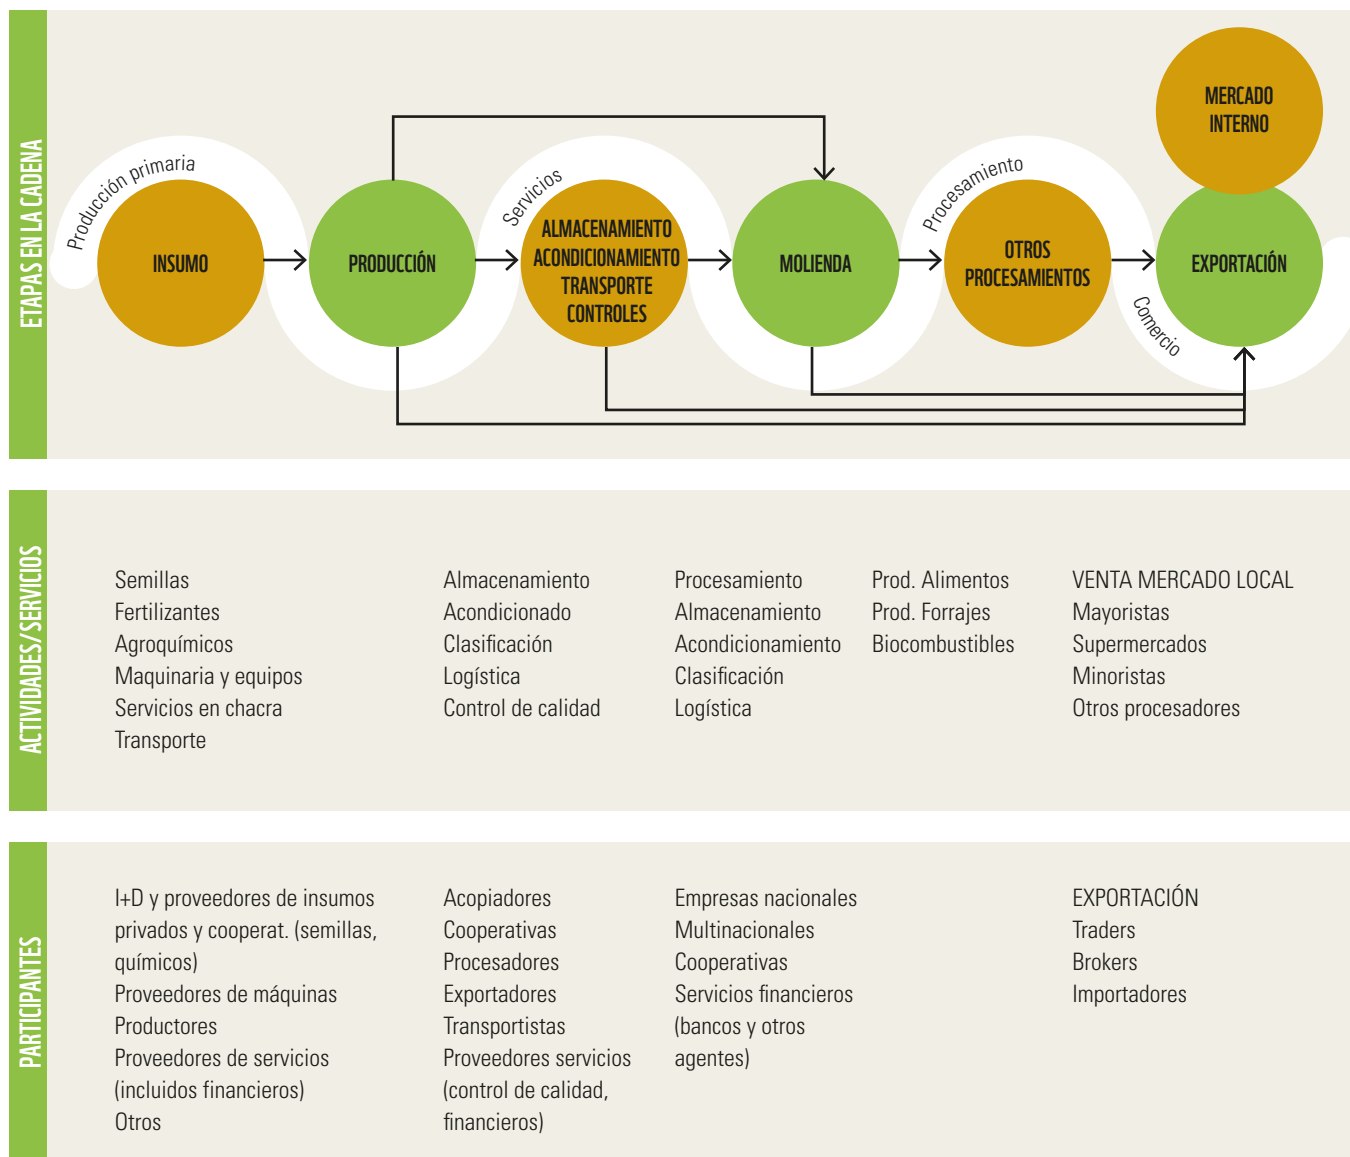 ETAPAS EN LA CADENA
Producción primaria
INSUMO
PRODUCCIÓN
Servicios
ALMACENAMIENTO
ACONDICIONAMIENTO
TRANSPORTE
CONTROLES
MOLIENDA
Procesamiento
OTROS
PROCESAMIENTOS
Comercio
MERCADO
INTERNO
EXPORTACIÓN
ACTIVIDADES/SERVICIOS
Semillas
Fertilizantes
Agroquímicos
Maquinaria y equipos
Servicios en chacra
Transporte
Almacenamiento
Acondicionado
Clasificación
Logística
Control de calidad
Procesamiento
Almacenamiento
Acondicionamiento
Clasificación
Logística
Prod. Alimentos
Prod. Forrajes
Biocombustibles
VENTA MERCADO LOCAL
Mayoristas
Supermercados
Minoristas
Otros procesadores
PARTICIPANTES
I+D y proveedores de insumos
privados y cooperat. (semillas,
químicos)
Proveedores de máquinas
Productores
Proveedores de servicios
(incluidos financieros)
Otros
Acopiadores
Cooperativas
Procesadores
Exportadores
Transportistas
Proveedores servicios
(control de calidad,
financieros)
Empresas nacionales
Multinacionales
Cooperativas
Servicios financieros
(bancos y otros
agentes)
EXPORTACIÓN
Traders
Brokers
Importadores